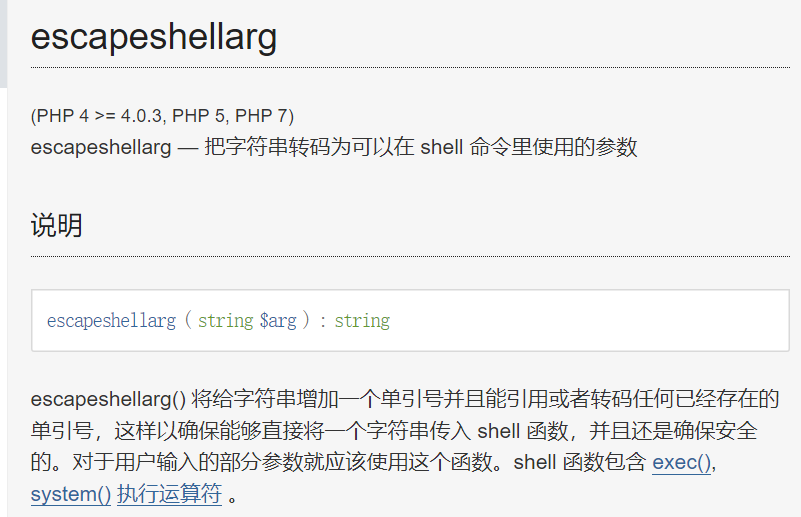 escapeshellarg
(PHP 4 >= 4.0.3, PHP 5, PHP 7)
escapeshellarg — 把字符串转码为可以在 shell 命令里使用的参数
说明
escapeshellarg ( string $arg ) : string
escapeshellarg() 将给字符串增加一个单引号并且能引用或者转码任何已经存在的
单引号，这样以确保能够直接将一个字符串传入 shell 函数，并且还是确保安全
的。对于用户输入的部分参数就应该使用这个函数。shell 函数包含 exec(),
system() 执行运算符 。